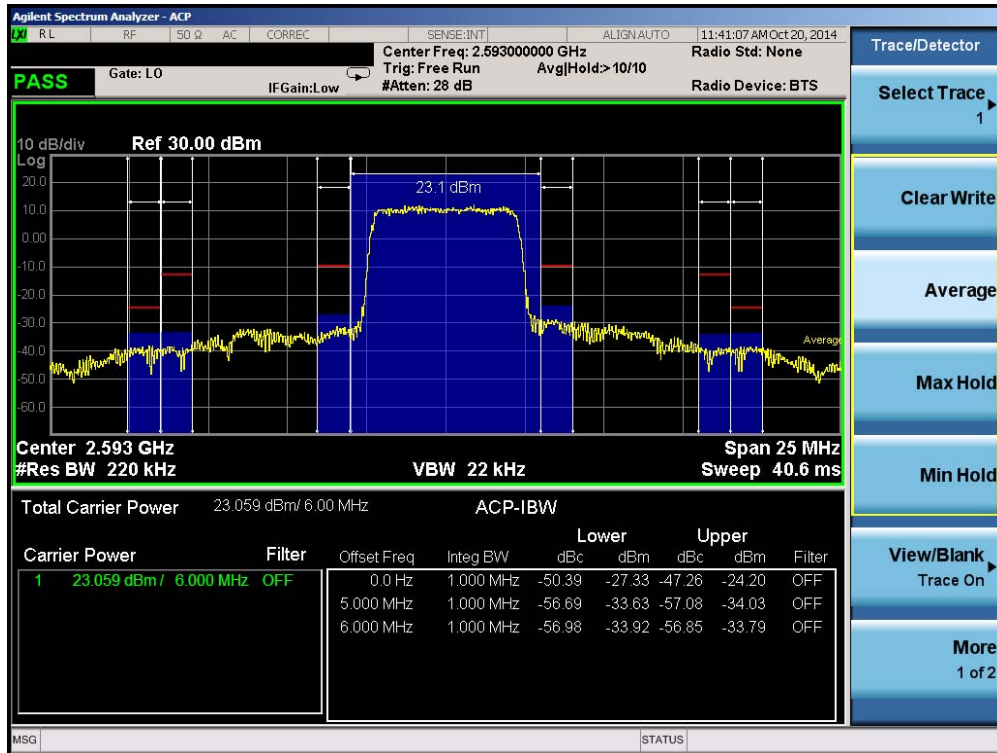 Agilent Spectrum Analyzer - ACP
LXI RL RF 50 Ω AC CORREC SENSE:INT ALIGNAUTO 11:41:07 AM Oct 20, 2014
Center Freq: 2.593000000 GHz Radio Std: None
Trig: Free Run Avg|Hold:>10/10
PASS Gate: LO IFGain:Low #Atten: 28 dB Radio Device: BTS
10 dB/div Ref 30.00 dBm
Log
20.0
23.1 dBm
10.0
0.00
-10.0
-20.0
-30.0
Average
-40.0
-50.0
-60.0
Center 2.593 GHz Span 25 MHz
#Res BW 220 kHz VBW 22 kHz Sweep 40.6 ms
Total Carrier Power 23.059 dBm/ 6.00 MHz ACP-IBW
Lower Upper
Carrier Power Filter Offset Freq Integ BW dBc dBm dBc dBm Filter
1 23.059 dBm / 6.000 MHz OFF 0.0 Hz 1.000 MHz -50.39 -27.33 -47.26 -24.20 OFF
5.000 MHz 1.000 MHz -56.69 -33.63 -57.08 -34.03 OFF
6.000 MHz 1.000 MHz -56.98 -33.92 -56.85 -33.79 OFF
MSG STATUS
Trace/Detector
Select Trace
1
Clear Write
Average
Max Hold
Min Hold
View/Blank
Trace On
More
1 of 2